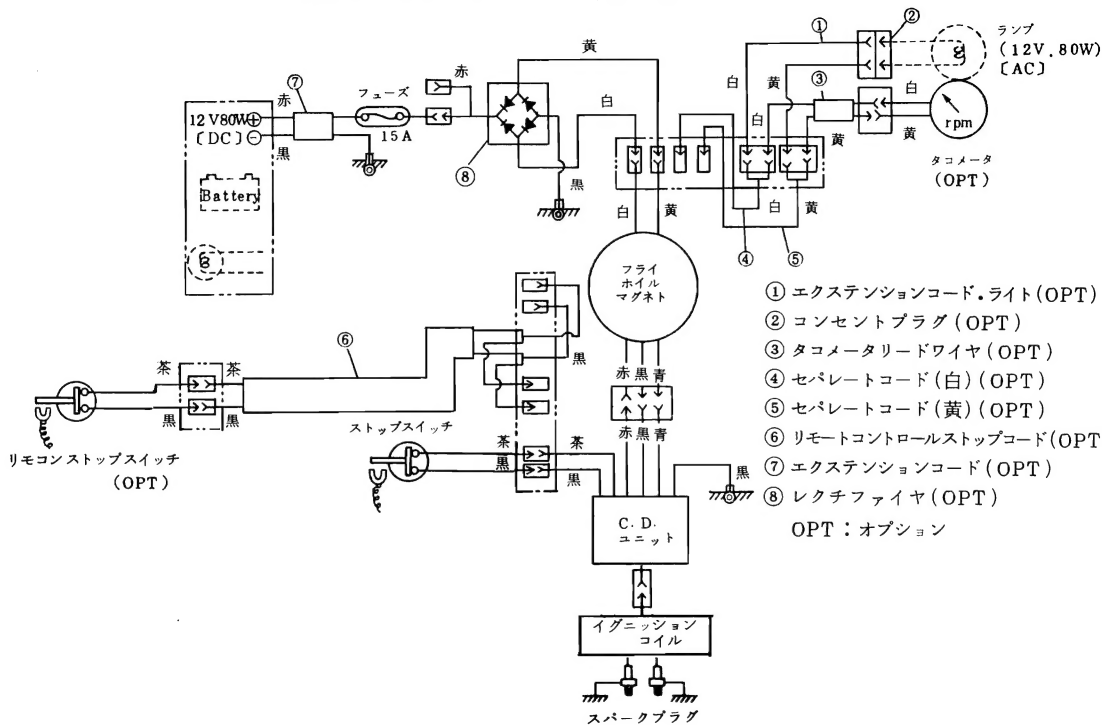 ①
②
ランプ
(12V.80W)
[AC]
黄
赤
⑦
フューズ
白
黄
③
白
赤
白
12V80W⊕
[DC]⊖
15A
白
黄
黄
rpm
黒
⑧
黒
タコメータ
(OPT)
Battery
白
黄
白
黄
④
⑤
フライ
ホイル
マグネト
①エクステンションコード.ライト(OPT)
②コンセントプラグ(OPT)
③タコメータリードワイヤ(OPT)
④セパレートコード(白)(OPT)
⑤セパレートコード(黄)(OPT)
⑥リモートコントロールストップコード(OPT
⑦エクステンションコード(OPT)
⑧レクチファイヤ(OPT)
OPT:オプション
⑥
黒
茶
茶
黒
黒
リモコンストップスイッチ
(OPT)
赤黒青
赤黒青
ストップスイッチ
茶
茶
黒
黒
黒
C.D.
ユニット
イグニッション
コイル
スパークプラグ